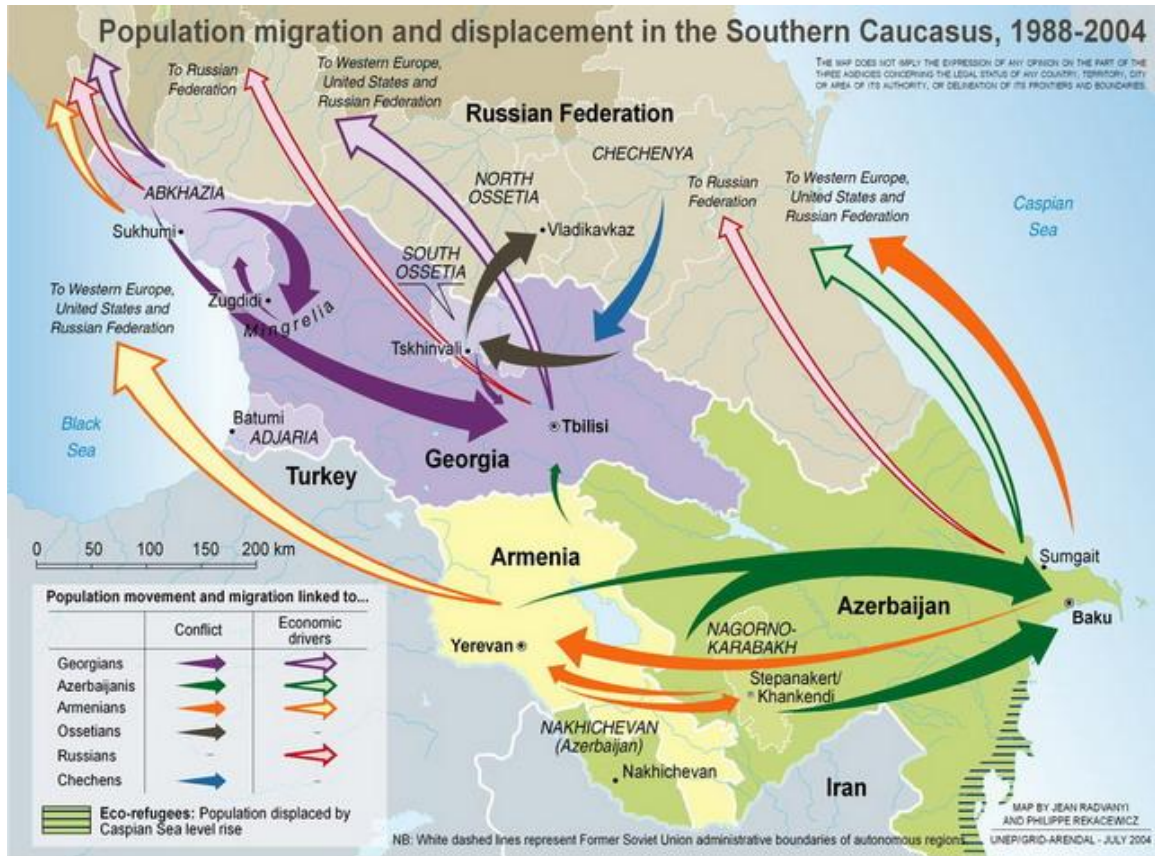 Population migration and displacement in the Southern Caucasus, 1988-2004
THE MAP DOES NOT IMPLY THE EXPRESSION OF ANY OPINION ON THE PART OF THE
THREE AGENCIES CONCERNING THE LEGAL STATUS OF ANY COUNTRY, TERRITORY, CITY
OR AREA OF ITS AUTHORITY, OR DELINEATION OF ITS FRONTIERS AND BOUNDARIES.
To Russian
Federation
To Western Europe,
United States and
Russian Federation
Russian Federation
CHECHENYA
NORTH
OSSETIA
To Russian
Federation
To Western Europe,
United States and
Russian Federation
Caspian
Sea
ABKHAZIA
Sukhumi
Vladikavkaz
SOUTH
OSSETIA
To Western Europe,
United States and
Russian Federation
Zugdidi
Mingrelia
Tskhinvali
Black
Sea
Batumi
ADJARIA
Tbilisi
Georgia
Turkey
0 50 100 150 200 km
Armenia
Sumgait
Azerbaijan
Baku
Yerevan
NAGORNO-
KARABAKH
Stepanakert/
Khankendi
NAKHICHEVAN
(Azerbaijan)
Nakhichevan
Iran
Population movement and migration linked to...
Conflict
Economic
drivers
Georgians
Azerbaijanis
Armenians
Ossetians –
Russians –
Chechens –
Eco-refugees: Population displaced by
Caspian Sea level rise
NB: White dashed lines represent Former Soviet Union administrative boundaries of autonomous regions.
MAP BY JEAN RADVANYI
AND PHILIPPE REKACEWICZ
UNEP/GRID-ARENDAL - JULY 2004